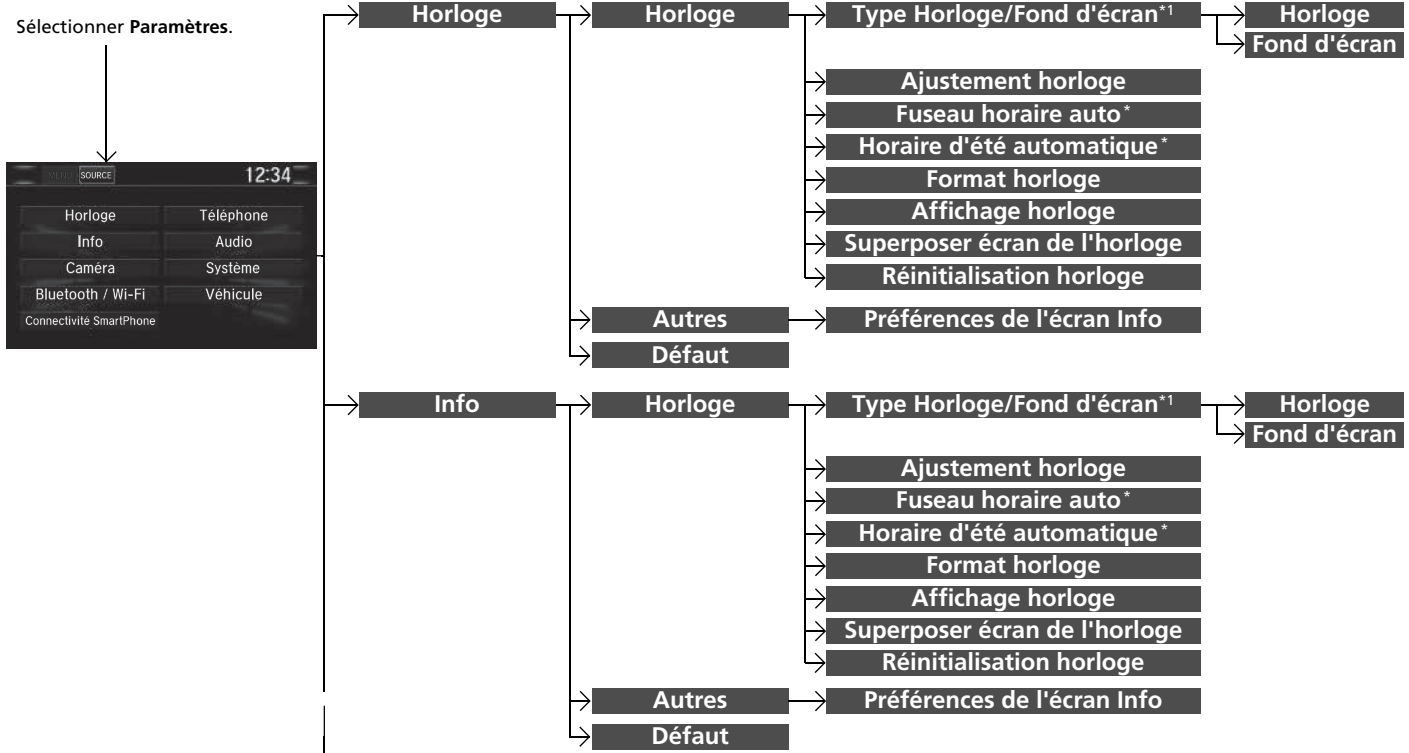 Sélectionner Paramètres.
MENU SOURCE 12:34
Horloge Téléphone
Info Audio
Caméra Système
Bluetooth / Wi-Fi Véhicule
Connectivité SmartPhone
Horloge Horloge Type Horloge/Fond d'écran*1 Horloge
Fond d'écran
Ajustement horloge
Fuseau horaire auto*
Horaire d'été automatique*
Format horloge
Affichage horloge
Superposer écran de l'horloge
Réinitialisation horloge
Autres Préférences de l'écran Info
Défaut
Info Horloge Type Horloge/Fond d'écran*1 Horloge
Fond d'écran
Ajustement horloge
Fuseau horaire auto*
Horaire d'été automatique*
Format horloge
Affichage horloge
Superposer écran de l'horloge
Réinitialisation horloge
Autres Préférences de l'écran Info
Défaut